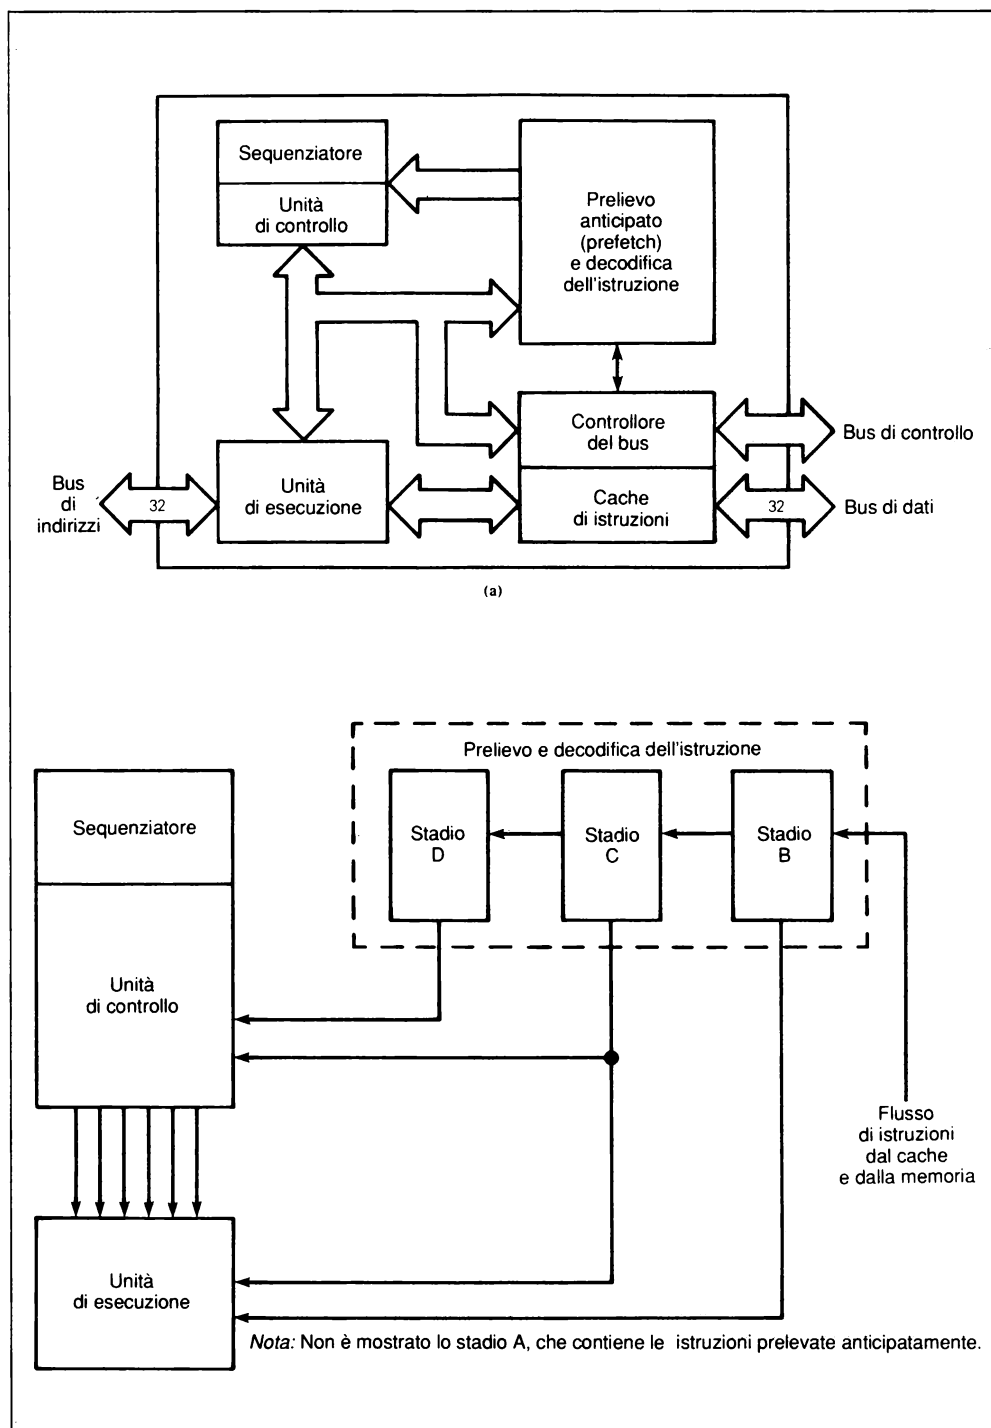 Sequenziatore
Unità
di controllo
Prelievo
anticipato
(prefetch)
e decodifica
dell'istruzione
Controllore
del bus
Bus di controllo
Bus
di
indirizzi
32
Unità
di esecuzione
Cache
di istruzioni
32
Bus di dati
(a)
Prelievo e decodifica dell'istruzione
Sequenziatore
Stadio
D
Stadio
C
Stadio
B
Unità
di controllo
Flusso
di istruzioni
dal cache
e dalla memoria
Unità
di esecuzione
Nota: Non è mostrato lo stadio A, che contiene le istruzioni prelevate anticipatamente.